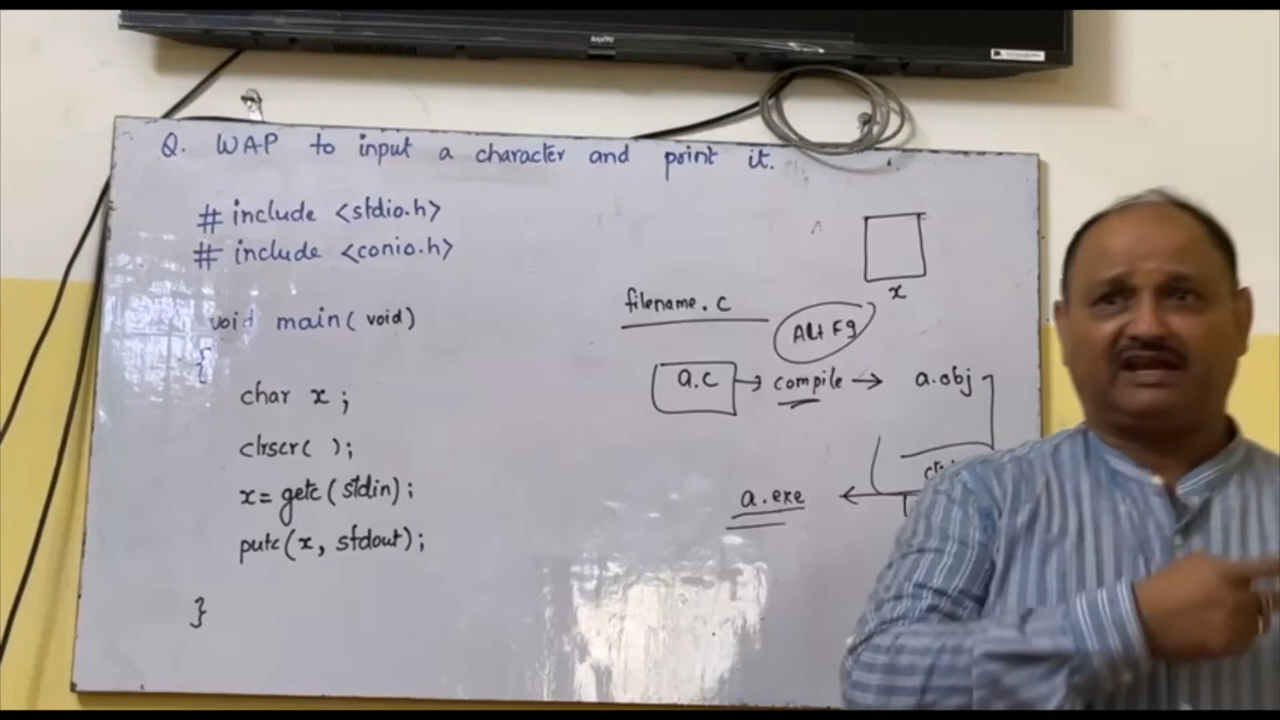 SANYO
Q. WAP to input a character and print it.
# include <stdio.h>
# include <conio.h>
void main( void)
{
char x ;
clrscr( );
x= getc( stdin);
putc( x, stdout);
}
x
filename. c
Alt F9
a.c → compile → a.obj
a.exe ←